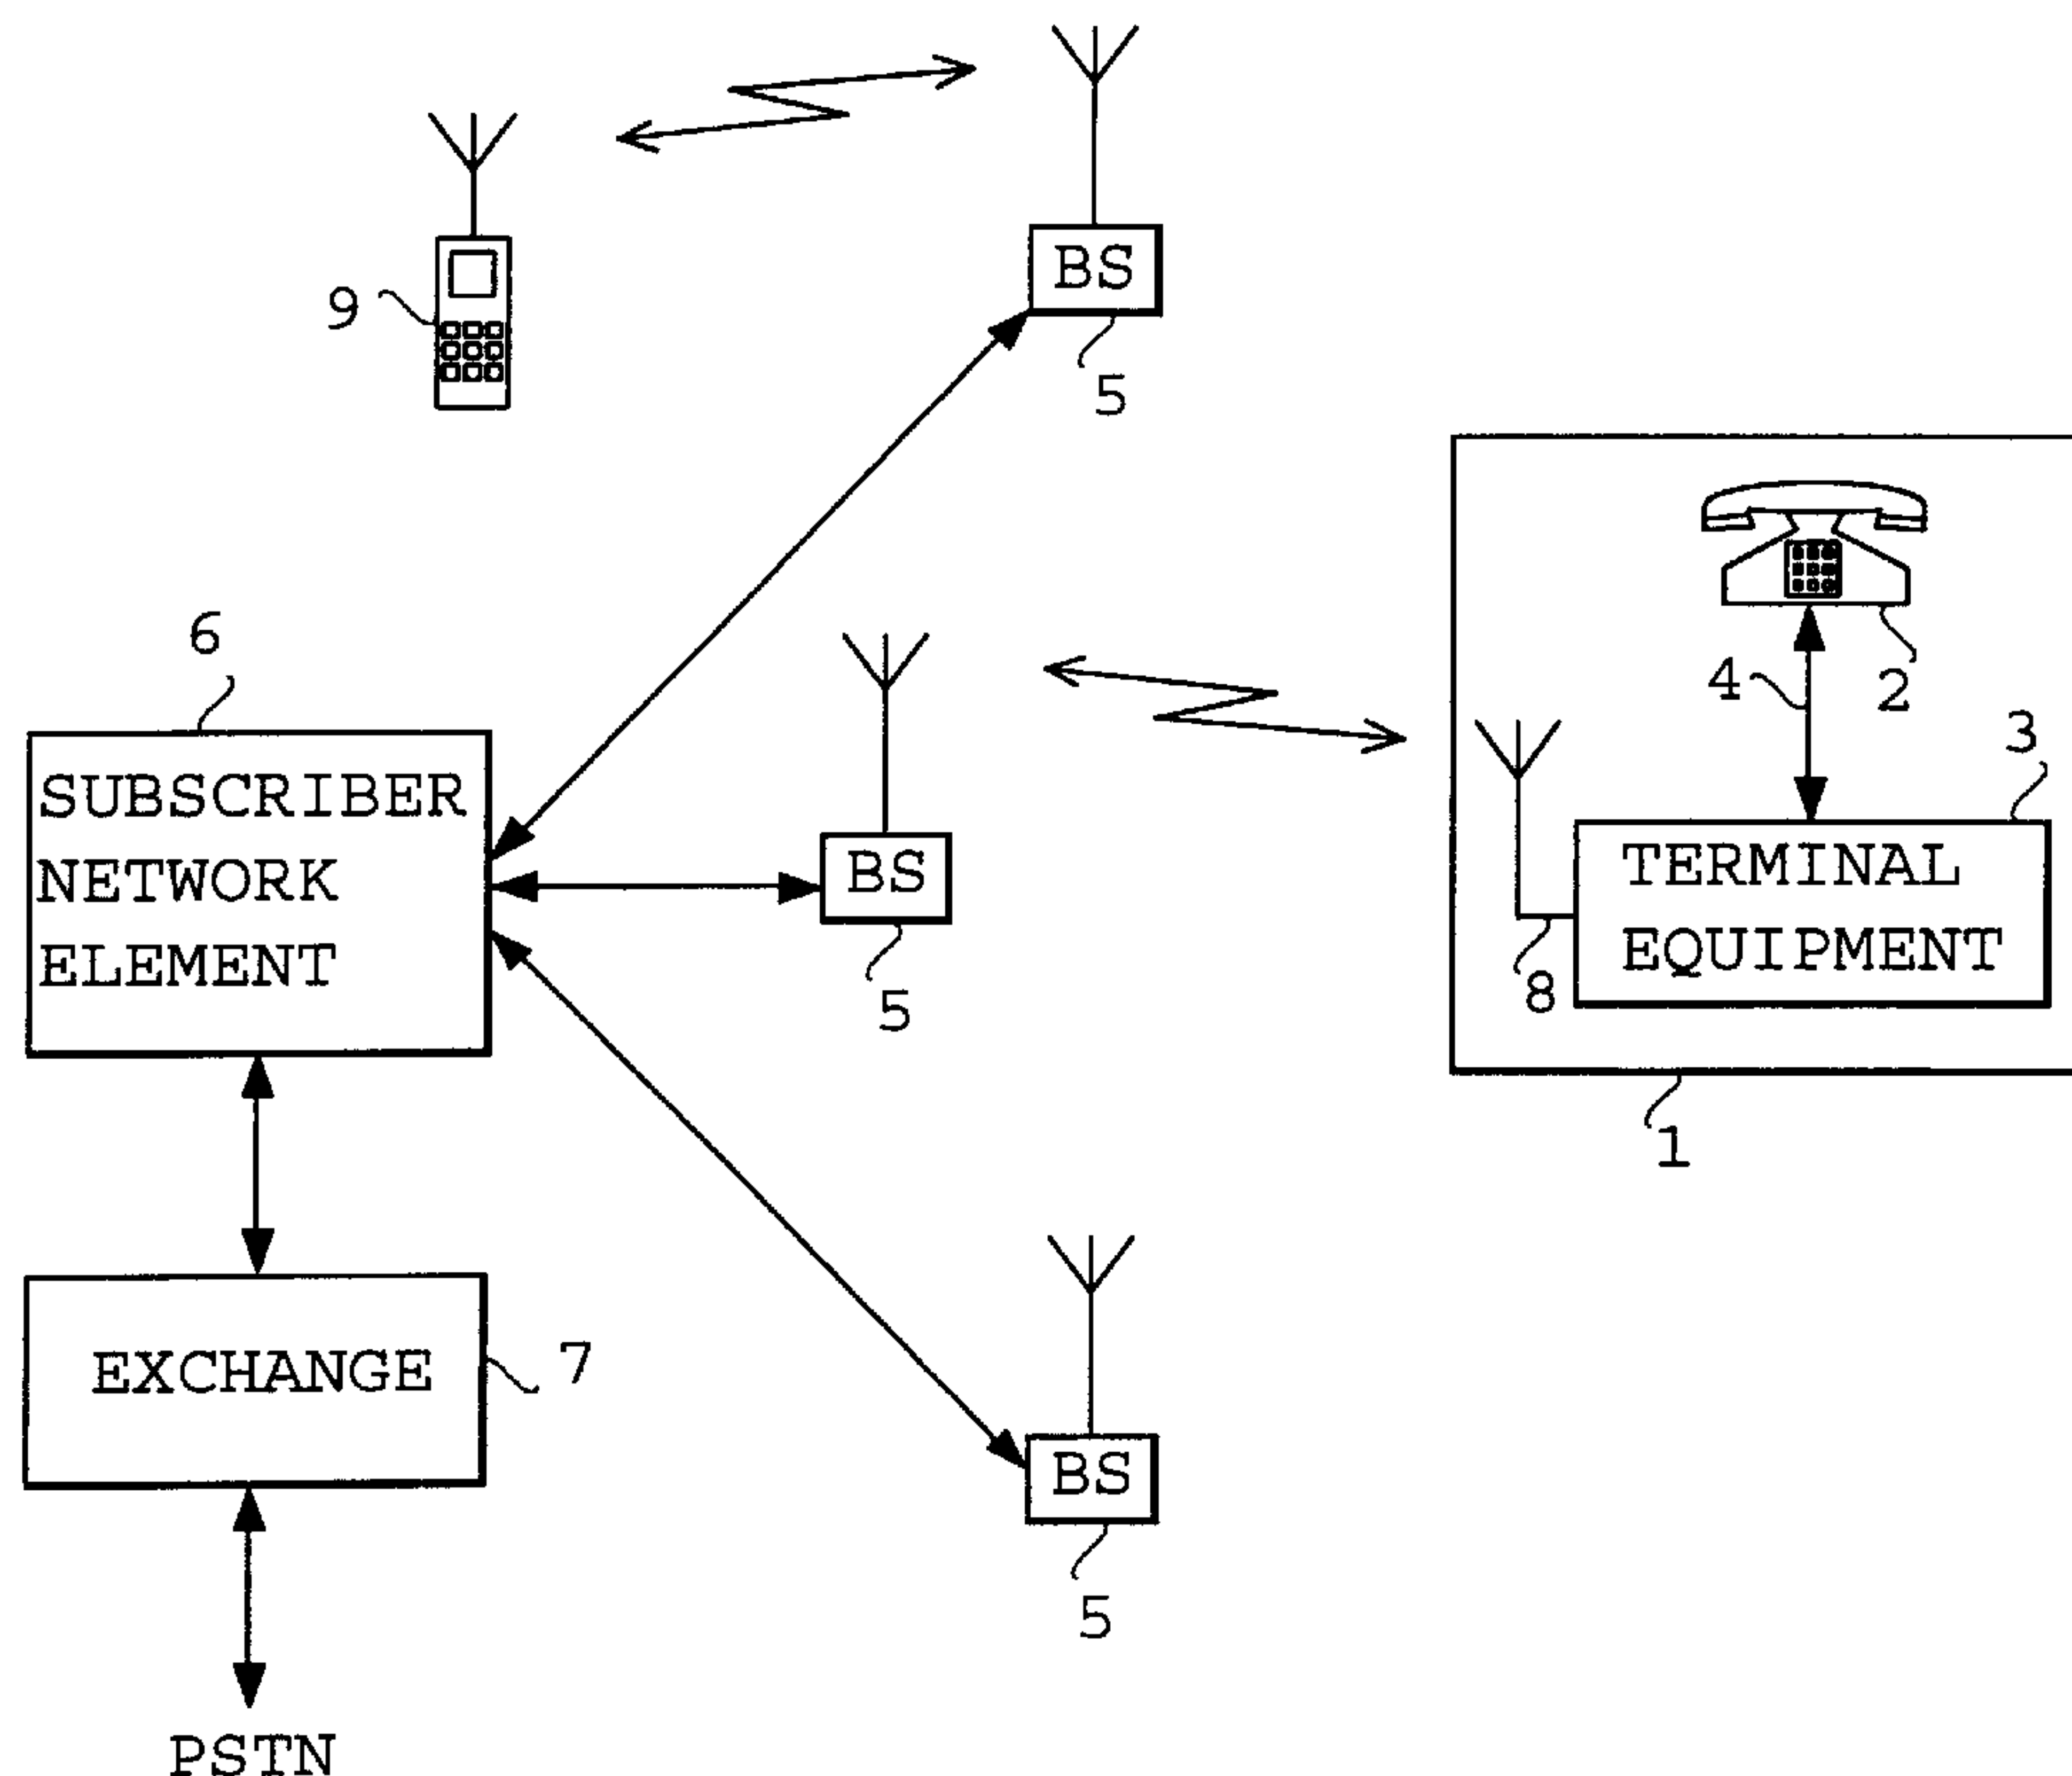 9
BS
5
6
SUBSCRIBER
NETWORK
ELEMENT
BS
5
4
2
3
TERMINAL
EQUIPMENT
8
1
EXCHANGE
7
BS
5
PSTN